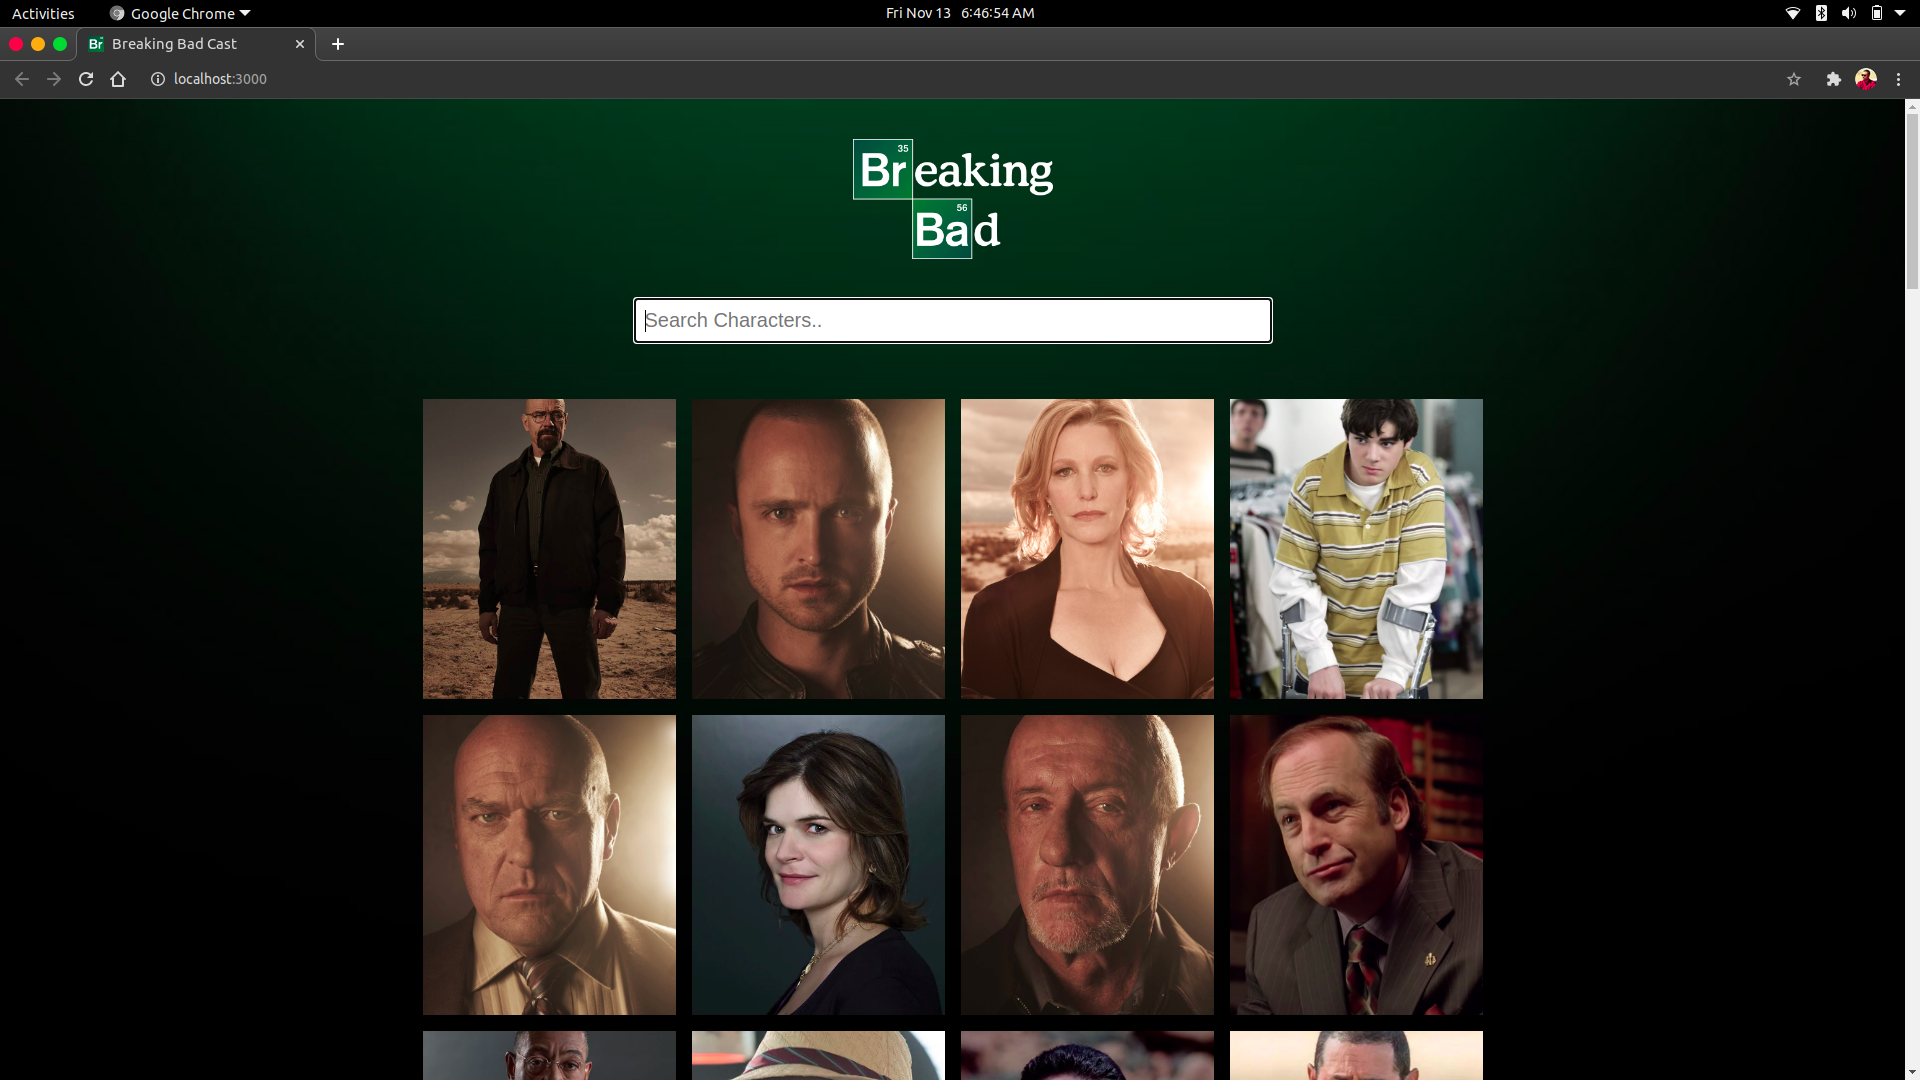 Activities
Google Chrome
Fri Nov 13 6:46:54 AM
Br
Breaking Bad Cast
localhost:3000
35
Breaking
56
Bad
Search Characters..